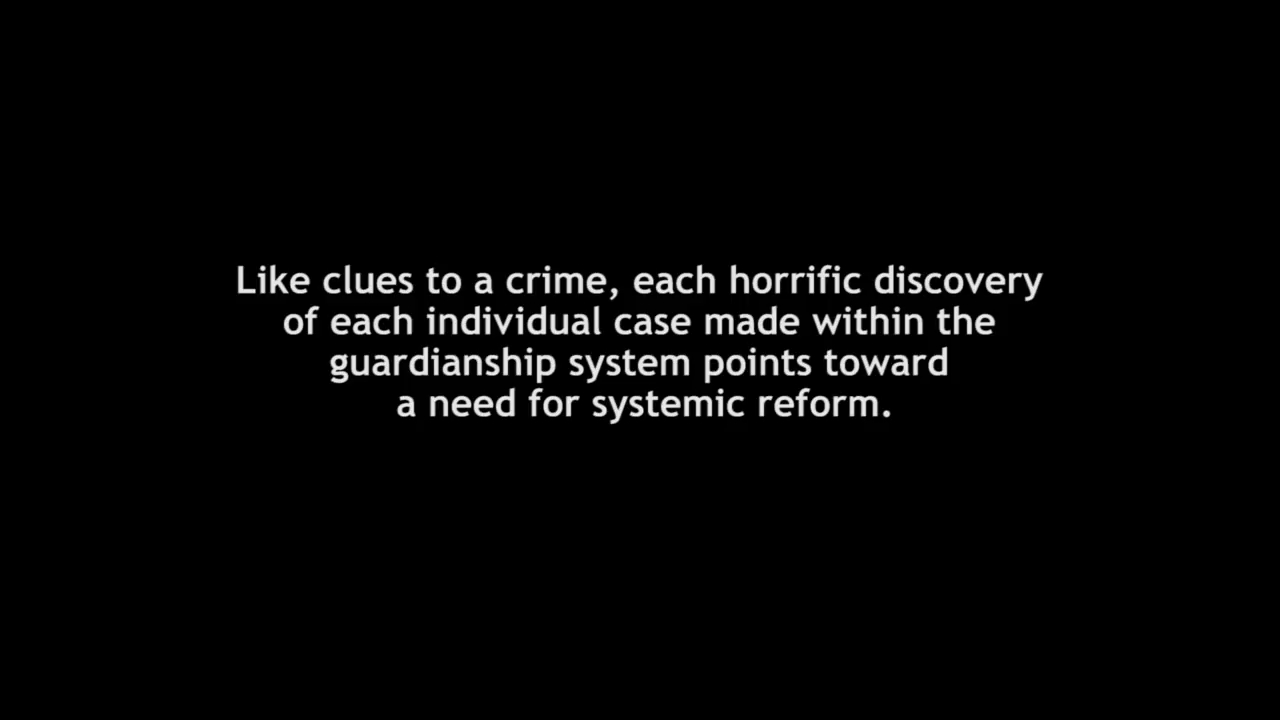 Like clues to a crime, each horrific discovery
of each individual case made within the
guardianship system points toward
a need for systemic reform.